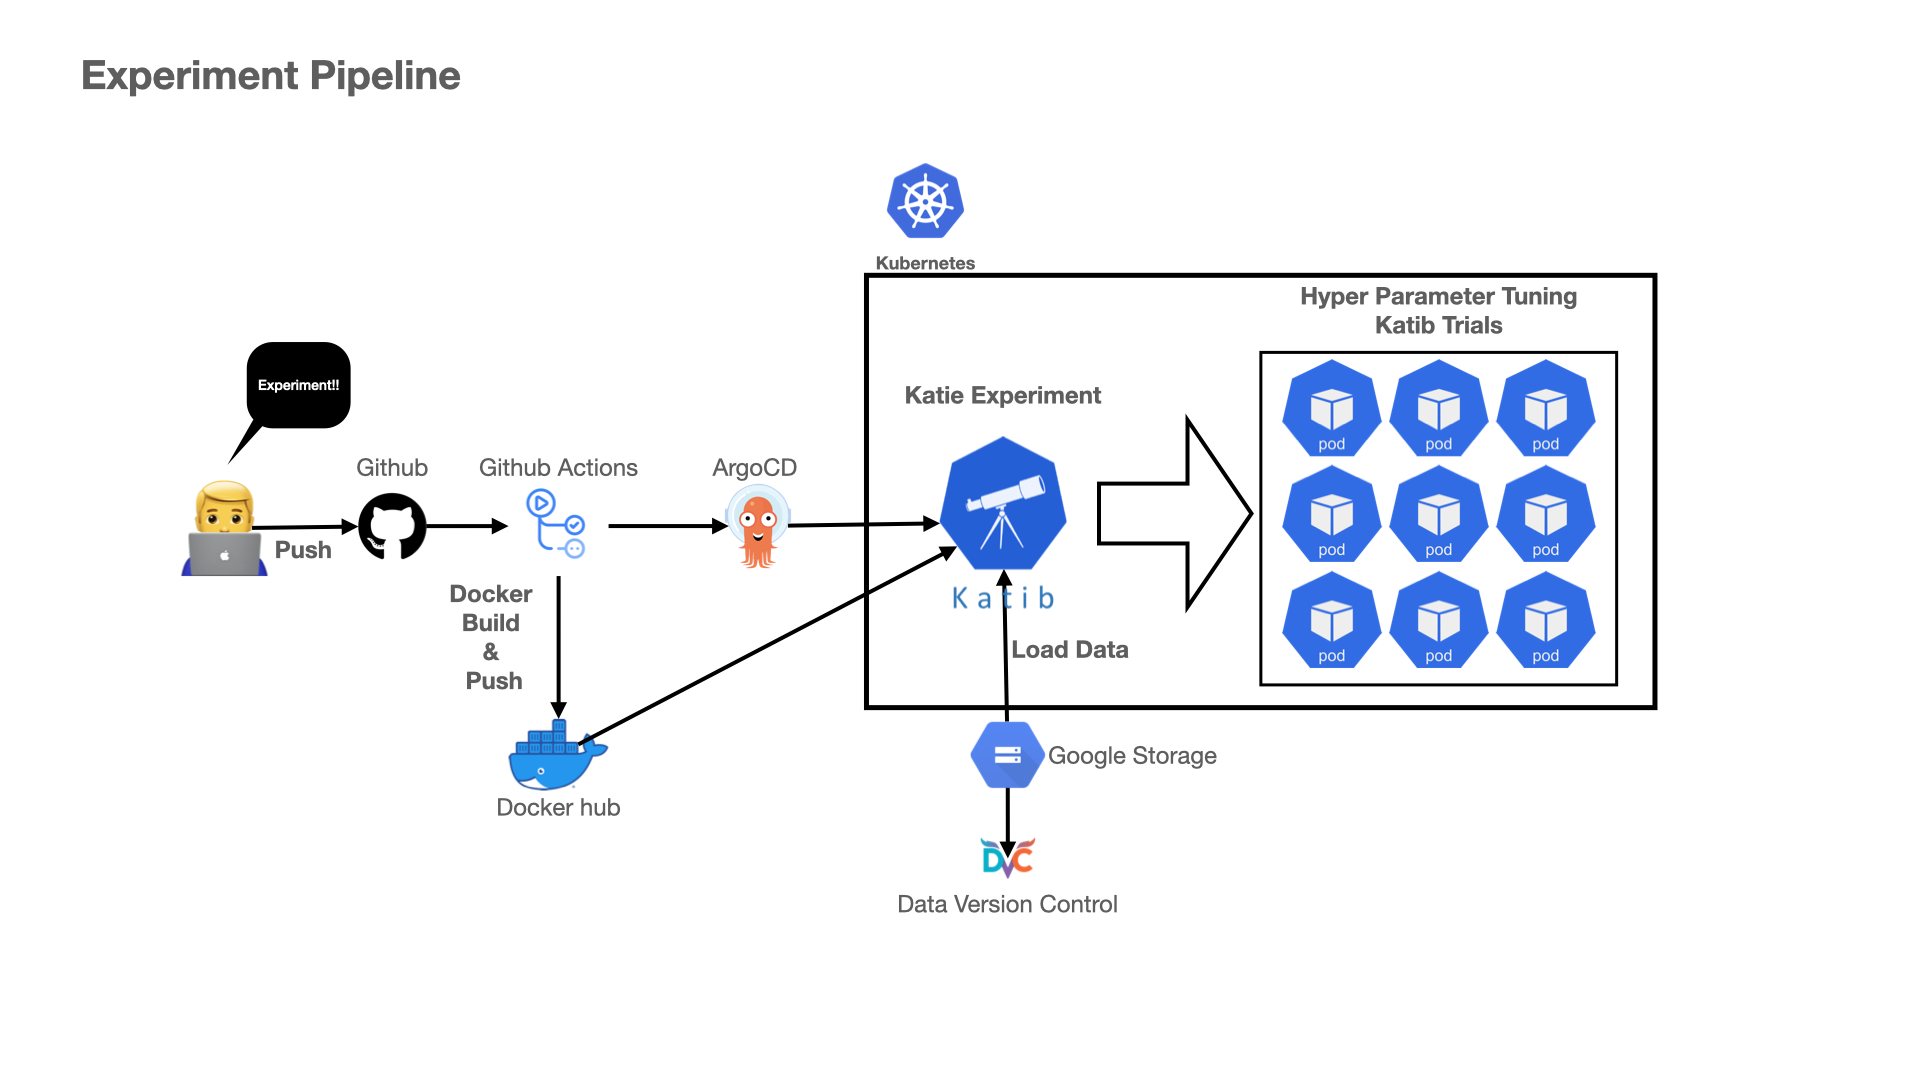 Experiment Pipeline
Kubernetes
Hyper Parameter Tuning
Katib Trials
Experiment!!
Katie Experiment
Github
Github Actions
ArgoCD
Push
Katib
Docker
Build
&
Push
Load Data
pod pod pod
pod pod pod
pod pod pod
Google Storage
Docker hub
DVC
Data Version Control